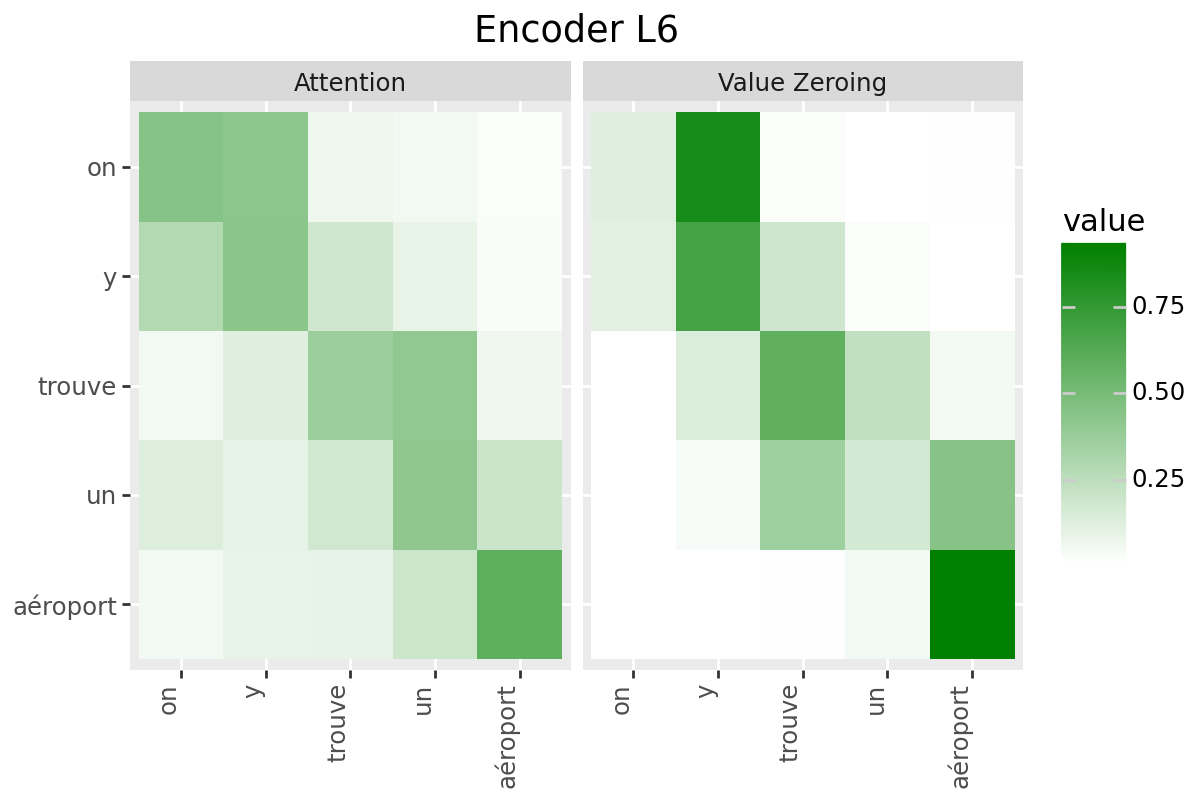 Encoder L6
Attention
Value Zeroing
on
y
trouve
un
aéroport
on
y
trouve
un
aéroport
on
y
trouve
un
aéroport
value
0.75
0.50
0.25